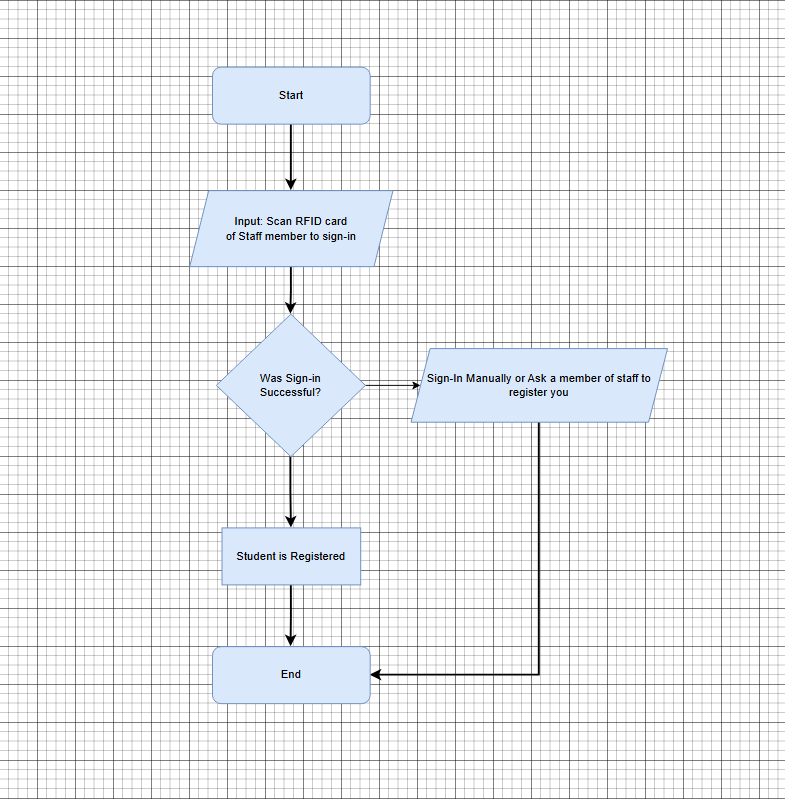 Start
Input: Scan RFID card
of Staff member to sign-in
Was Sign-in
Successful?
Sign-In Manually or Ask a member of staff to
register you
Student is Registered
End